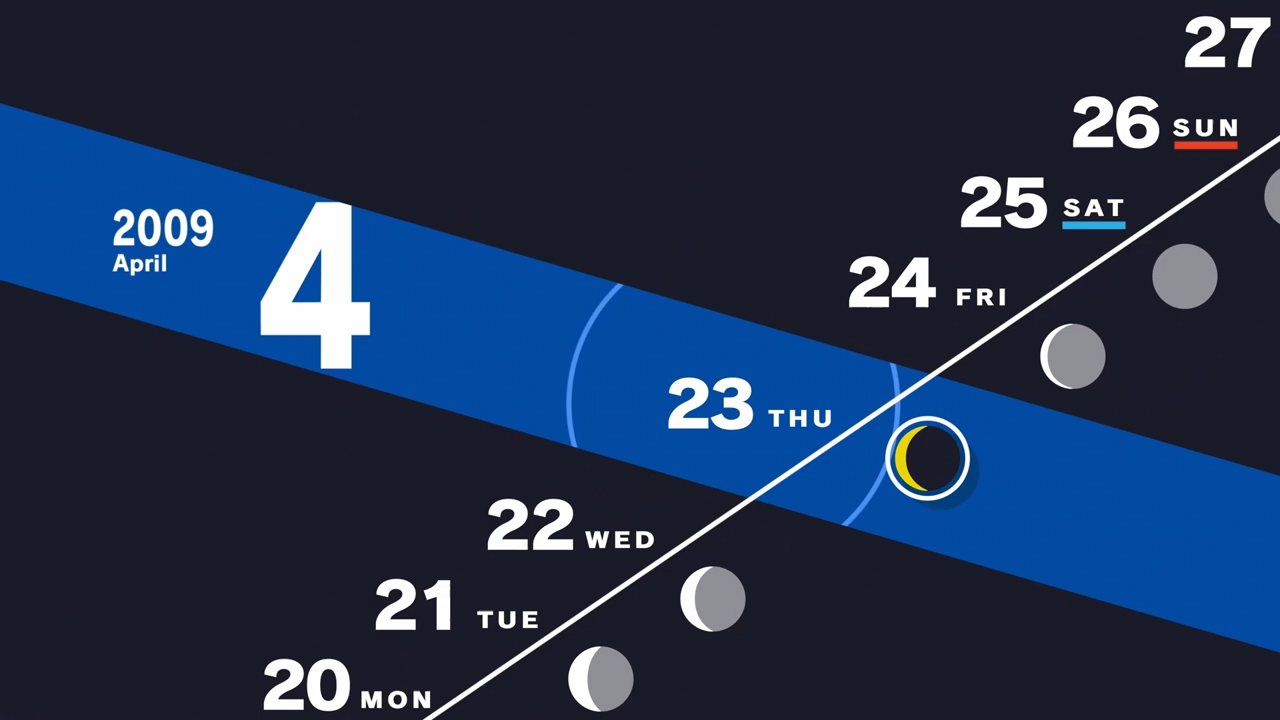 27
26 SUN
25 SAT
2009
April
4
24 FRI
23 THU
22 WED
21 TUE
20 MON